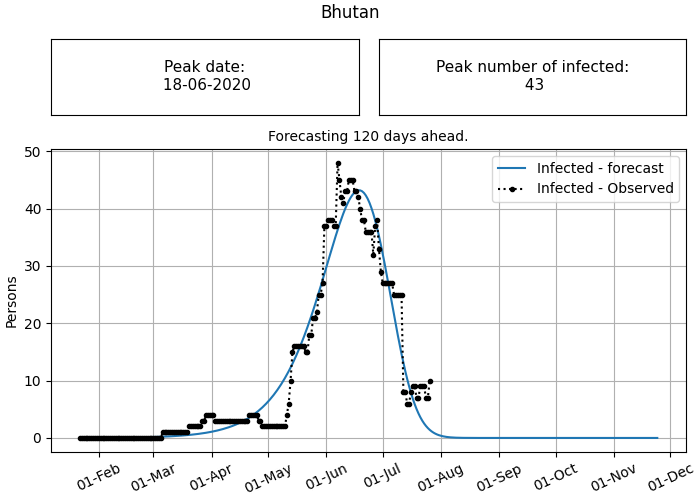 Bhutan
Peak date:
18-06-2020
Peak number of infected:
43
Forecasting 120 days ahead.
Infected - forecast
Infected - Observed
Persons
50
40
30
20
10
0
01-Feb
01-Mar
01-Apr
01-May
01-Jun
01-Jul
01-Aug
01-Sep
01-Oct
01-Nov
01-Dec